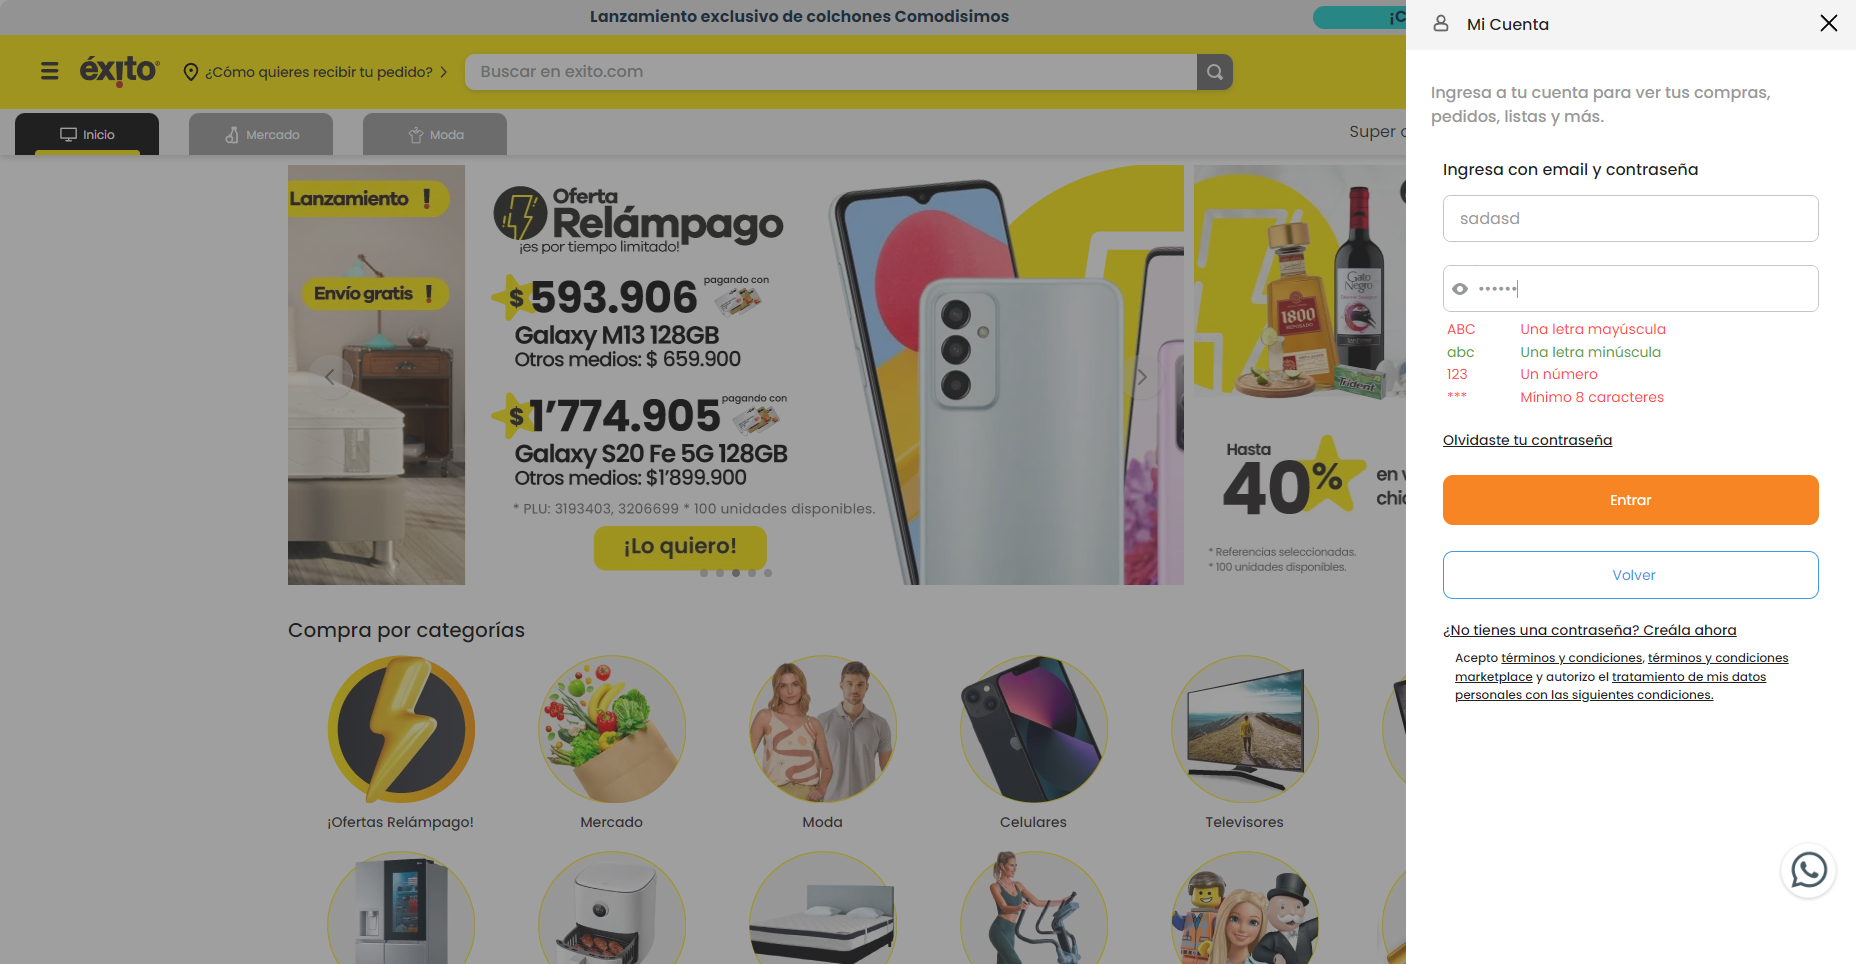 Lanzamiento exclusivo de colchones Comodisimos
¡C
éxito
¿Cómo quieres recibir tu pedido?
Buscar en exito.com
Inicio
Mercado
Moda
Super
Lanzamiento !
Envío gratis !
Oferta
Relámpago
¡es por tiempo limitado!
$ 593.906 pagando con
Galaxy M13 128GB
Otros medios: $ 659.900
$ 1’774.905 pagando con
Galaxy S20 Fe 5G 128GB
Otros medios: $1’899.900
* PLU: 3193403, 3206699 * 100 unidades disponibles.
¡Lo quiero!
1800
Gato
Negro
Trident
Hasta
40%
en v
chic
* Referencias seleccionadas.
* 100 unidades disponibles.
Compra por categorías
¡Ofertas Relámpago!
Mercado
Moda
Celulares
Televisores
Mi Cuenta
Ingresa a tu cuenta para ver tus compras,
pedidos, listas y más.
Ingresa con email y contraseña
sadasd
••••••
ABC Una letra mayúscula
abc Una letra minúscula
123 Un número
*** Mínimo 8 caracteres
Olvidaste tu contraseña
Entrar
Volver
¿No tienes una contraseña? Creála ahora
Acepto términos y condiciones, términos y condiciones
marketplace y autorizo el tratamiento de mis datos
personales con las siguientes condiciones.